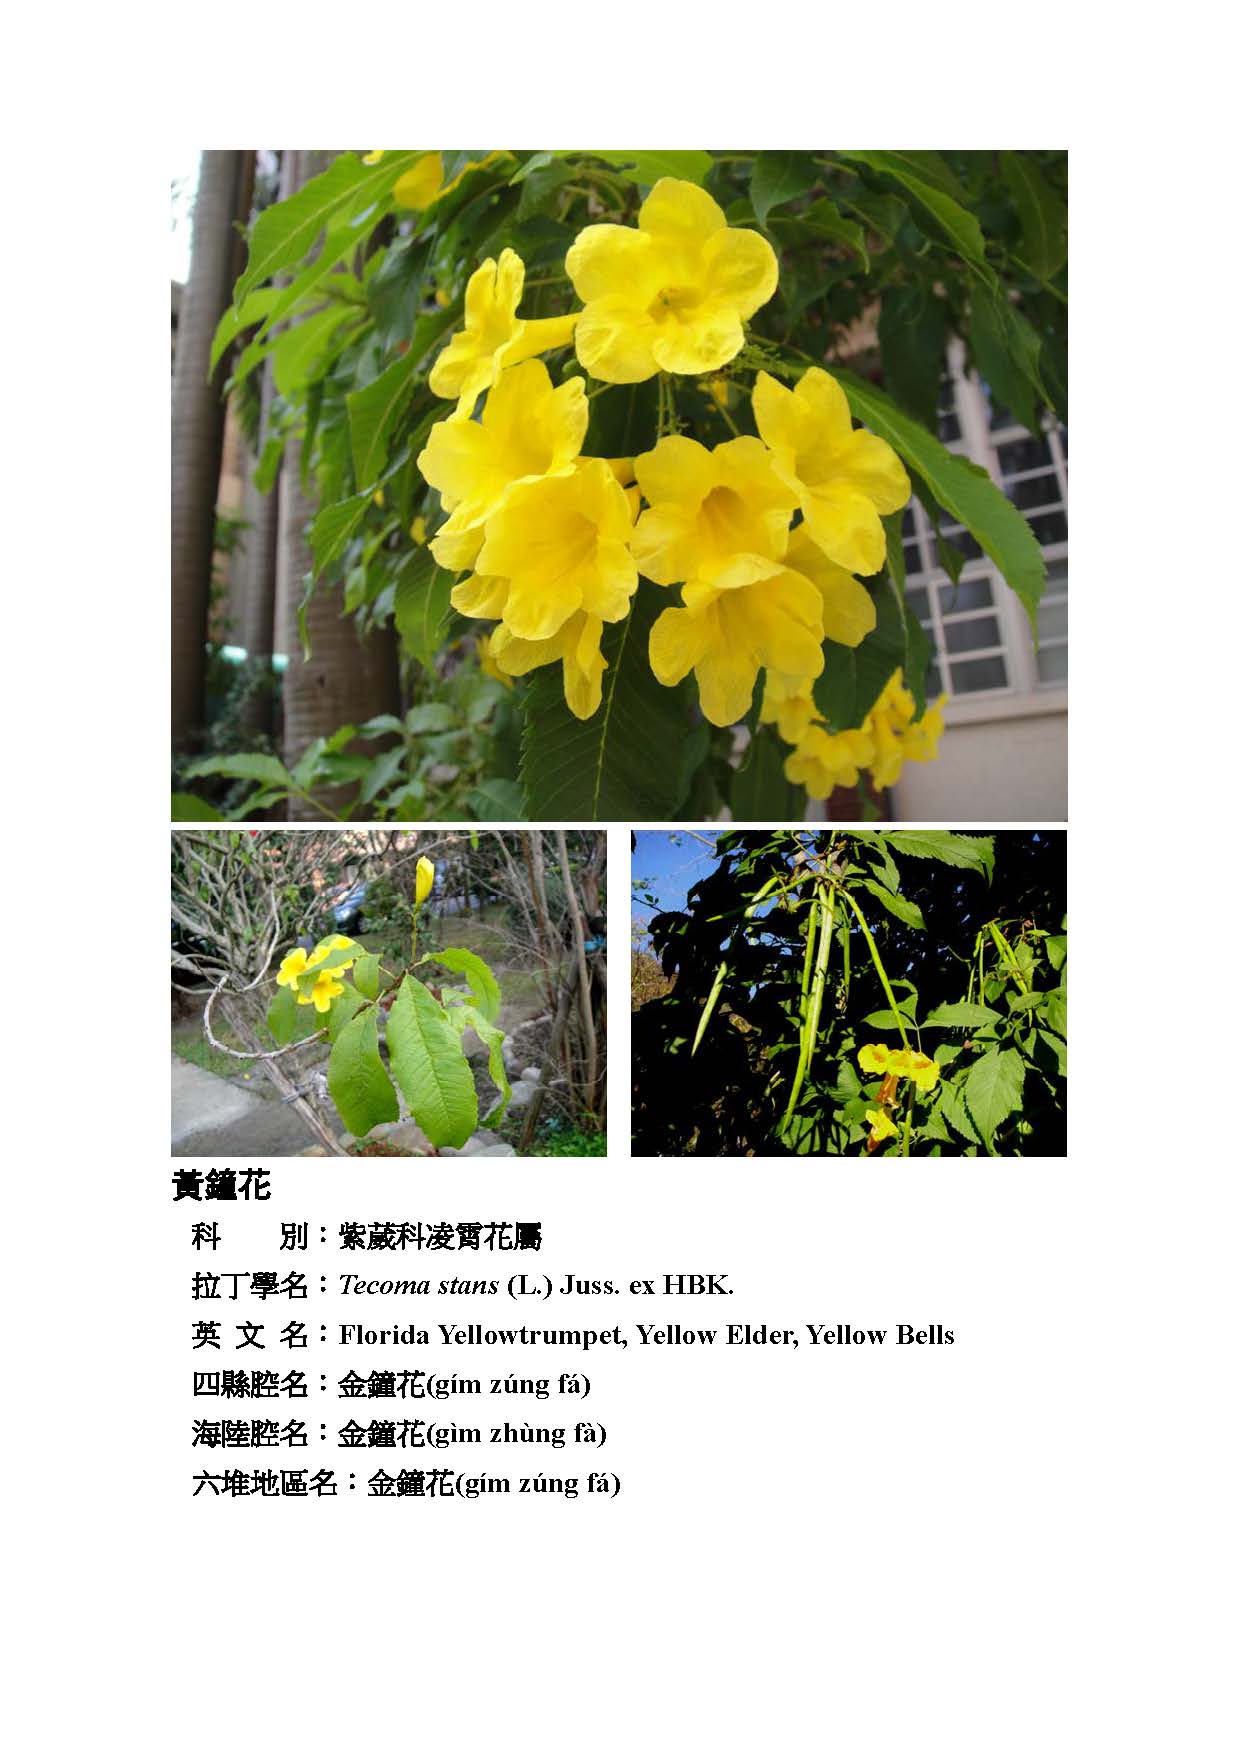 黃鐘花
科　　別：紫葳科凌霄花屬
拉丁學名：Tecoma stans (L.) Juss. ex HBK.
英 文 名：Florida Yellowtrumpet, Yellow Elder, Yellow Bells
四縣腔名：金鐘花(gím zúng fá)
海陸腔名：金鐘花(gìm zhùng fà)
六堆地區名：金鐘花(gím zúng fá)